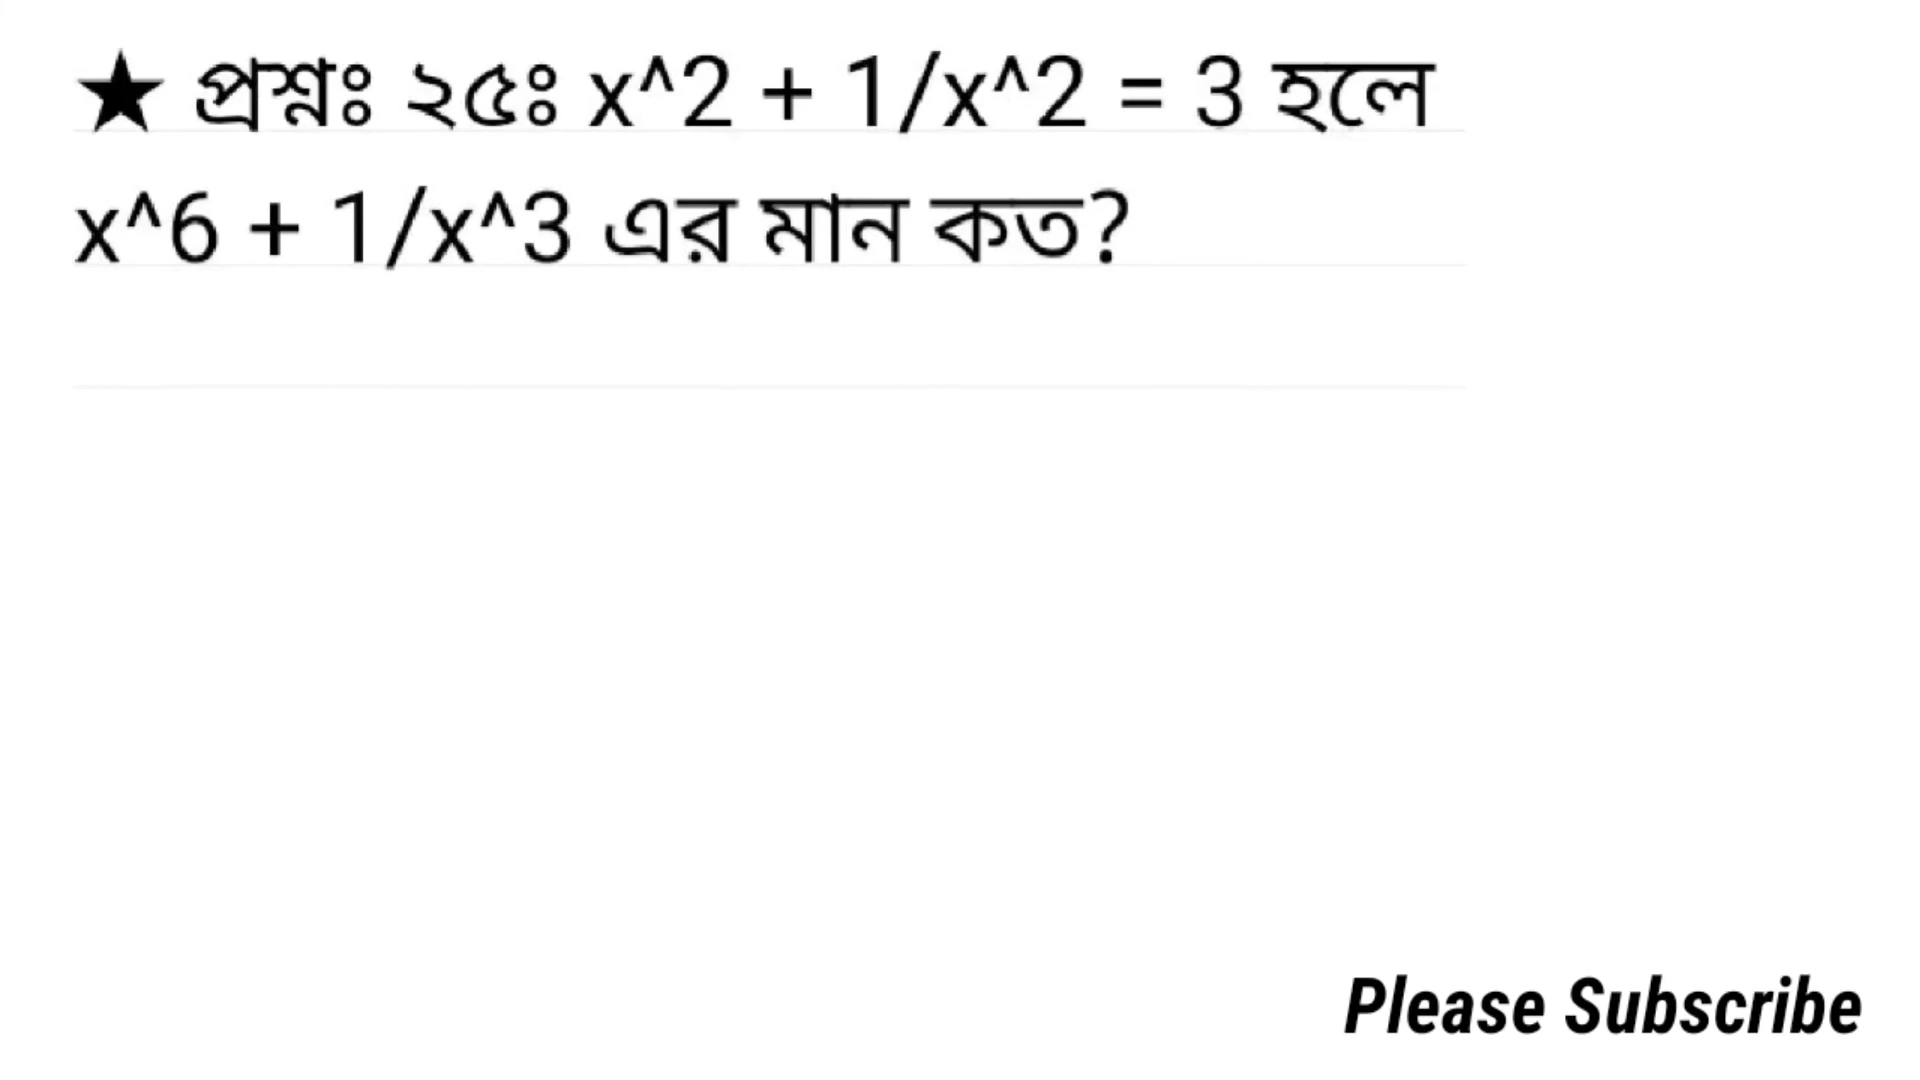 ★ প্রশ্নঃ ২৫ঃ x^2 + 1/x^2 = 3 হলে
x^6 + 1/x^3 এর মান কত?
Please Subscribe